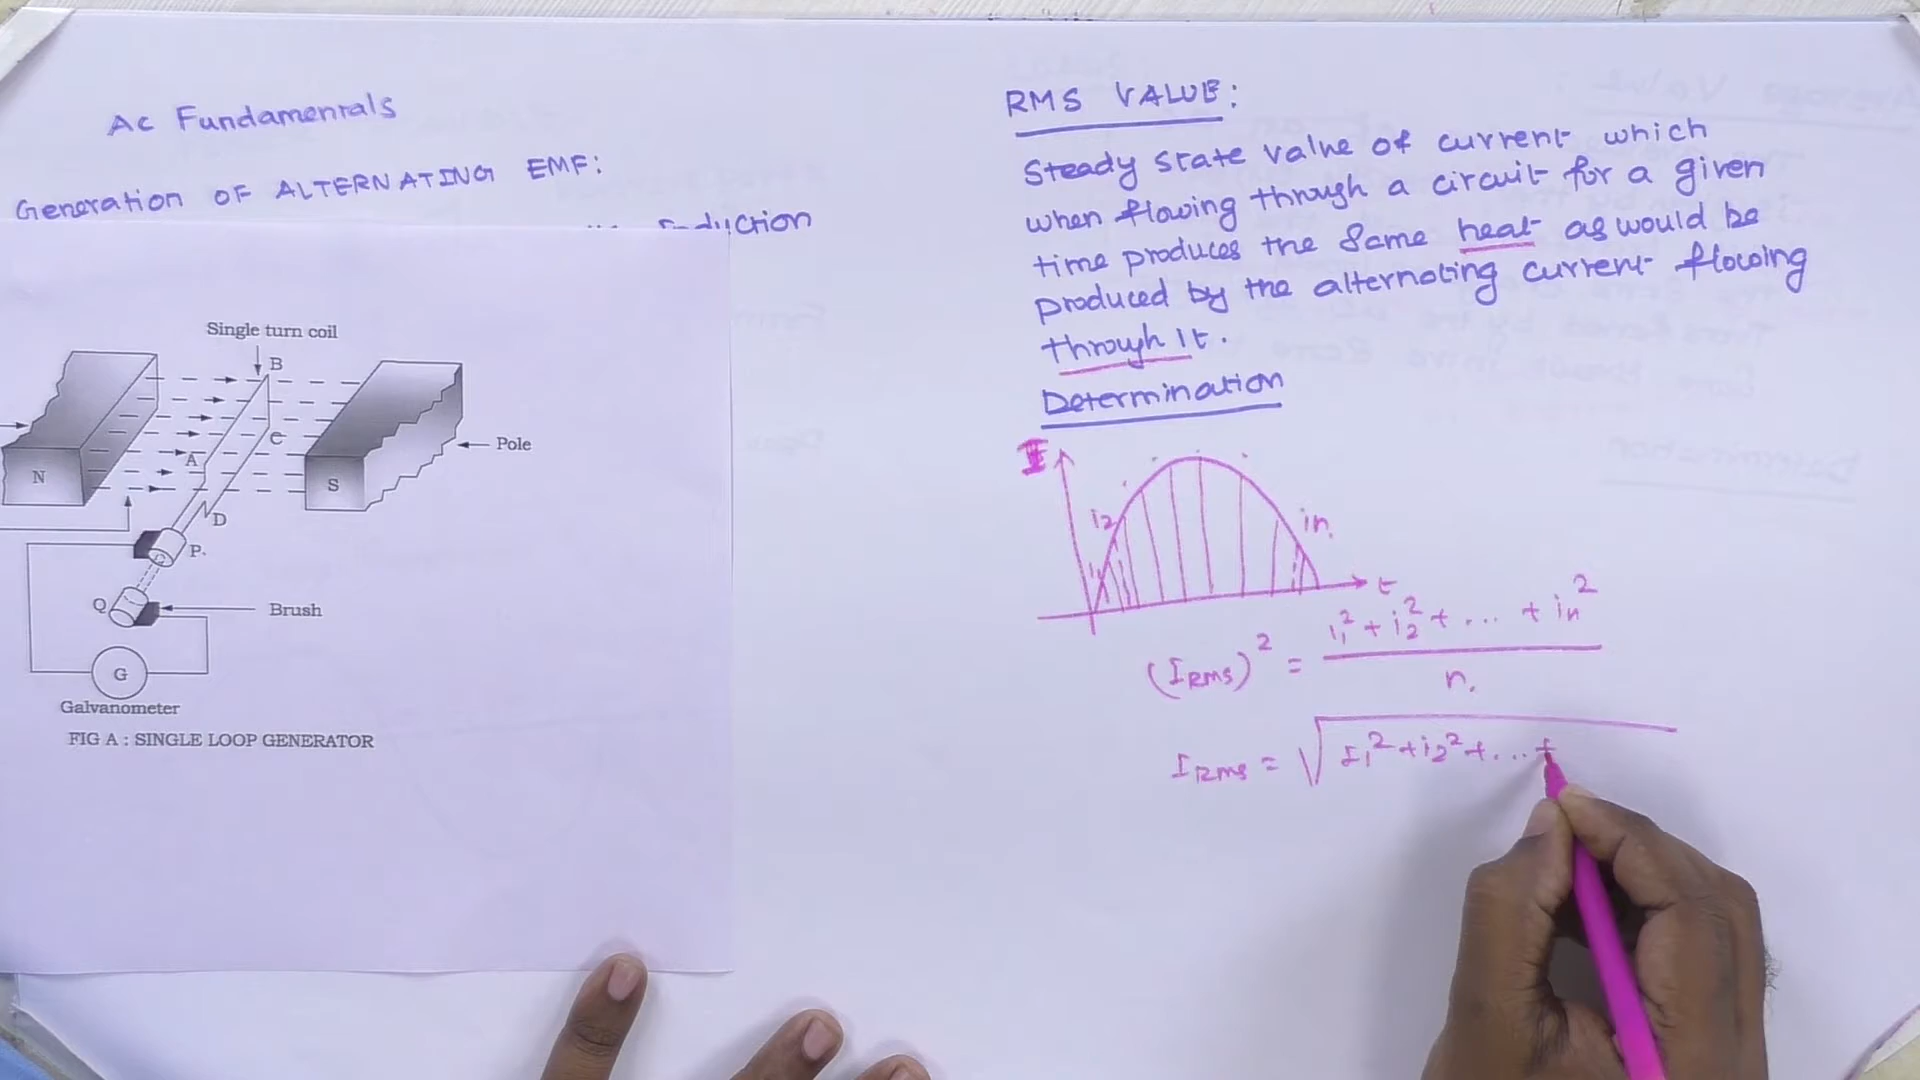 Ac Fundamentals
Generation OF ALTERNATING EMF:
Induction
Single turn coil
B
C
A
N
S
Pole
D
P.
Q
Brush
G
Galvanometer
FIG A : SINGLE LOOP GENERATOR
RMS VALUE:
Steady state value of current which
when flowing through a circuit for a given
time produces the same heat as would be
produced by the alternating current flowing
through it.
Determination
I
i2
in
t
(IRMS)² = i₁² + i₂² + ... + in² / n.
IRMS = √ I₁² + i₂² + ... +